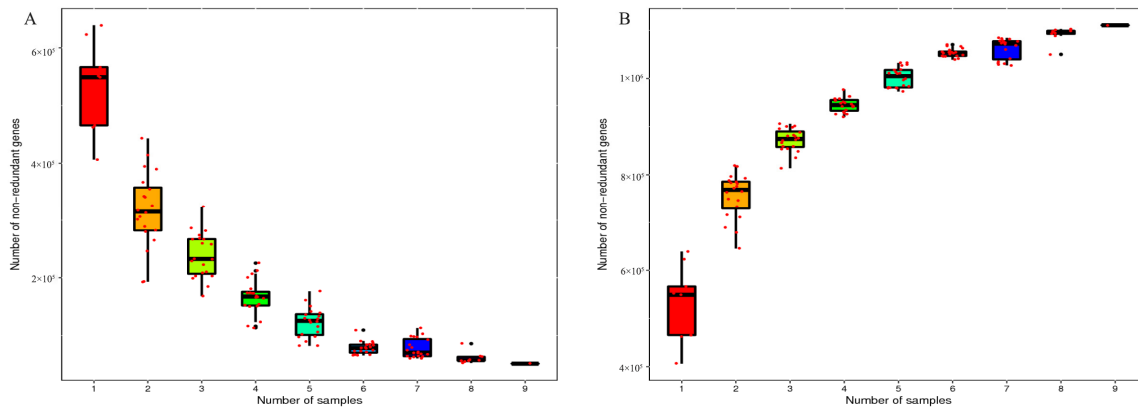 A
Number of non-redundant genes
6×10⁵
4×10⁵
2×10⁵
1 2 3 4 5 6 7 8 9
Number of samples
B
Number of non-redundant genes
1×10⁶
8×10⁵
6×10⁵
4×10⁵
1 2 3 4 5 6 7 8 9
Number of samples